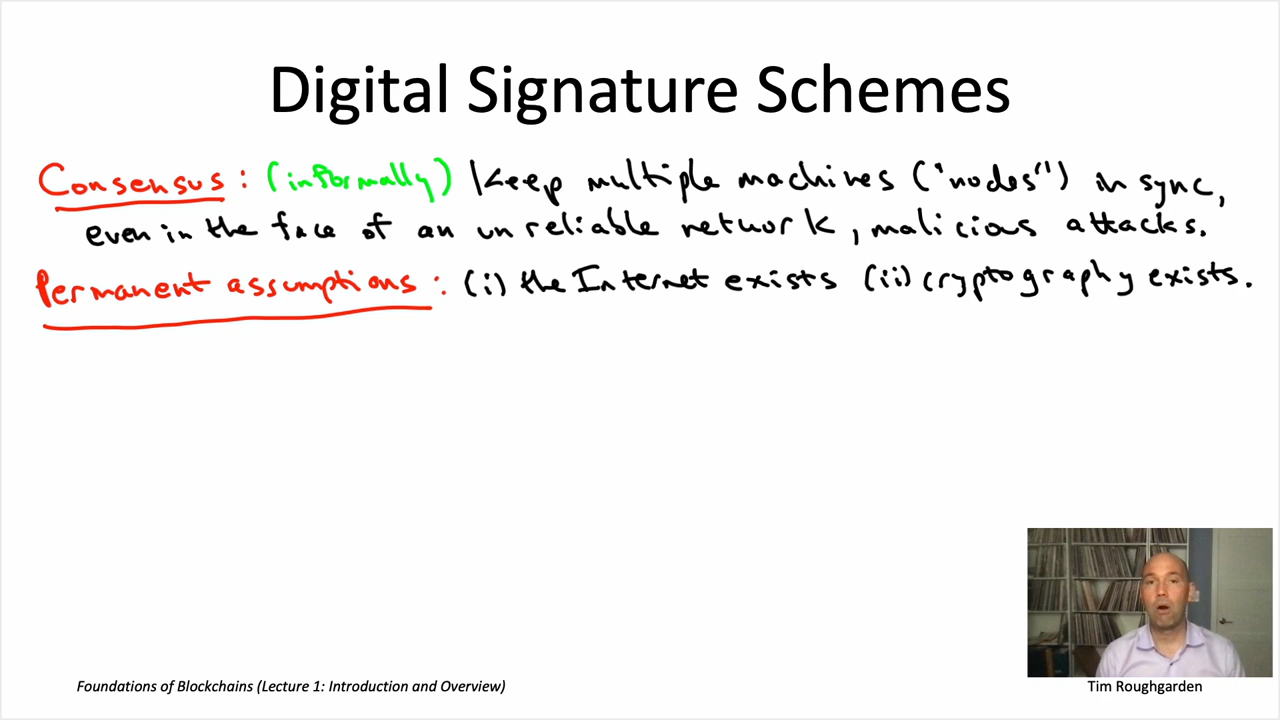 Digital Signature Schemes
Consensus: (informally) Keep multiple machines ("nodes") in sync,
even in the face of an unreliable network, malicious attacks.
Permanent assumptions: (i) the Internet exists (ii) cryptography exists.
Foundations of Blockchains (Lecture 1: Introduction and Overview)
Tim Roughgarden